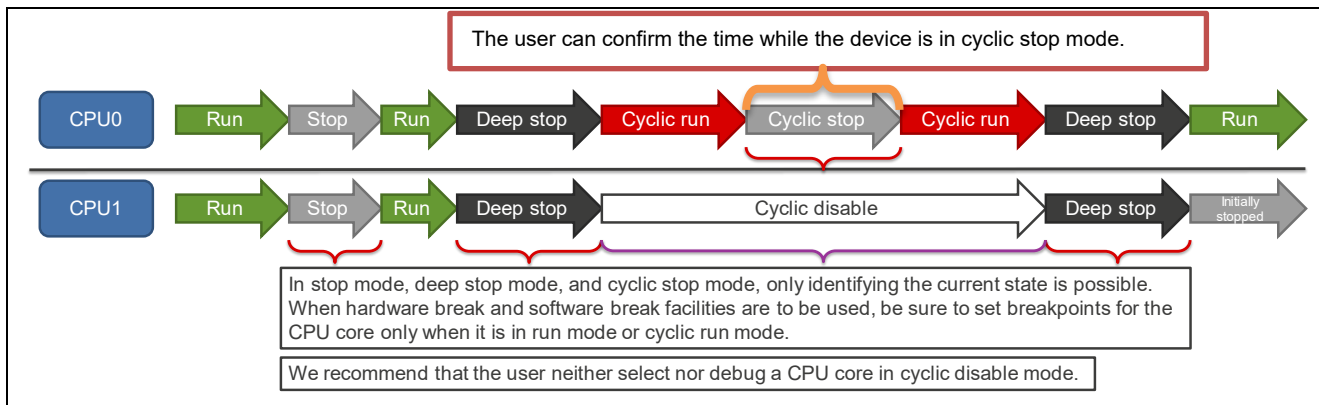 The user can confirm the time while the device is in cyclic stop mode.
CPU0
Run
Stop
Run
Deep stop
Cyclic run
Cyclic stop
Cyclic run
Deep stop
Run
CPU1
Run
Stop
Run
Deep stop
Cyclic disable
Deep stop
Initially
stopped
In stop mode, deep stop mode, and cyclic stop mode, only identifying the current state is possible.
When hardware break and software break facilities are to be used, be sure to set breakpoints for the
CPU core only when it is in run mode or cyclic run mode.
We recommend that the user neither select nor debug a CPU core in cyclic disable mode.